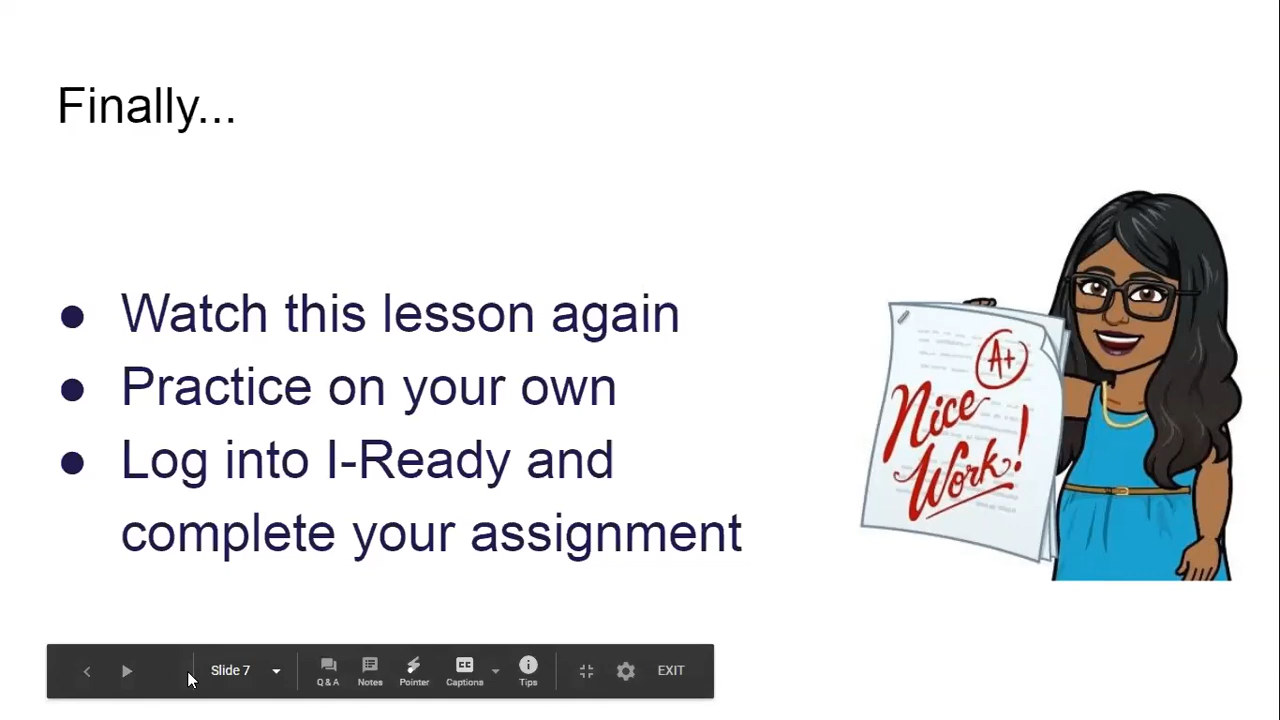 Finally...
● Watch this lesson again
● Practice on your own
● Log into I-Ready and
complete your assignment
A+
Nice
Work!
Slide 7
Q & A
Notes
Pointer
CC
Captions
Tips
EXIT